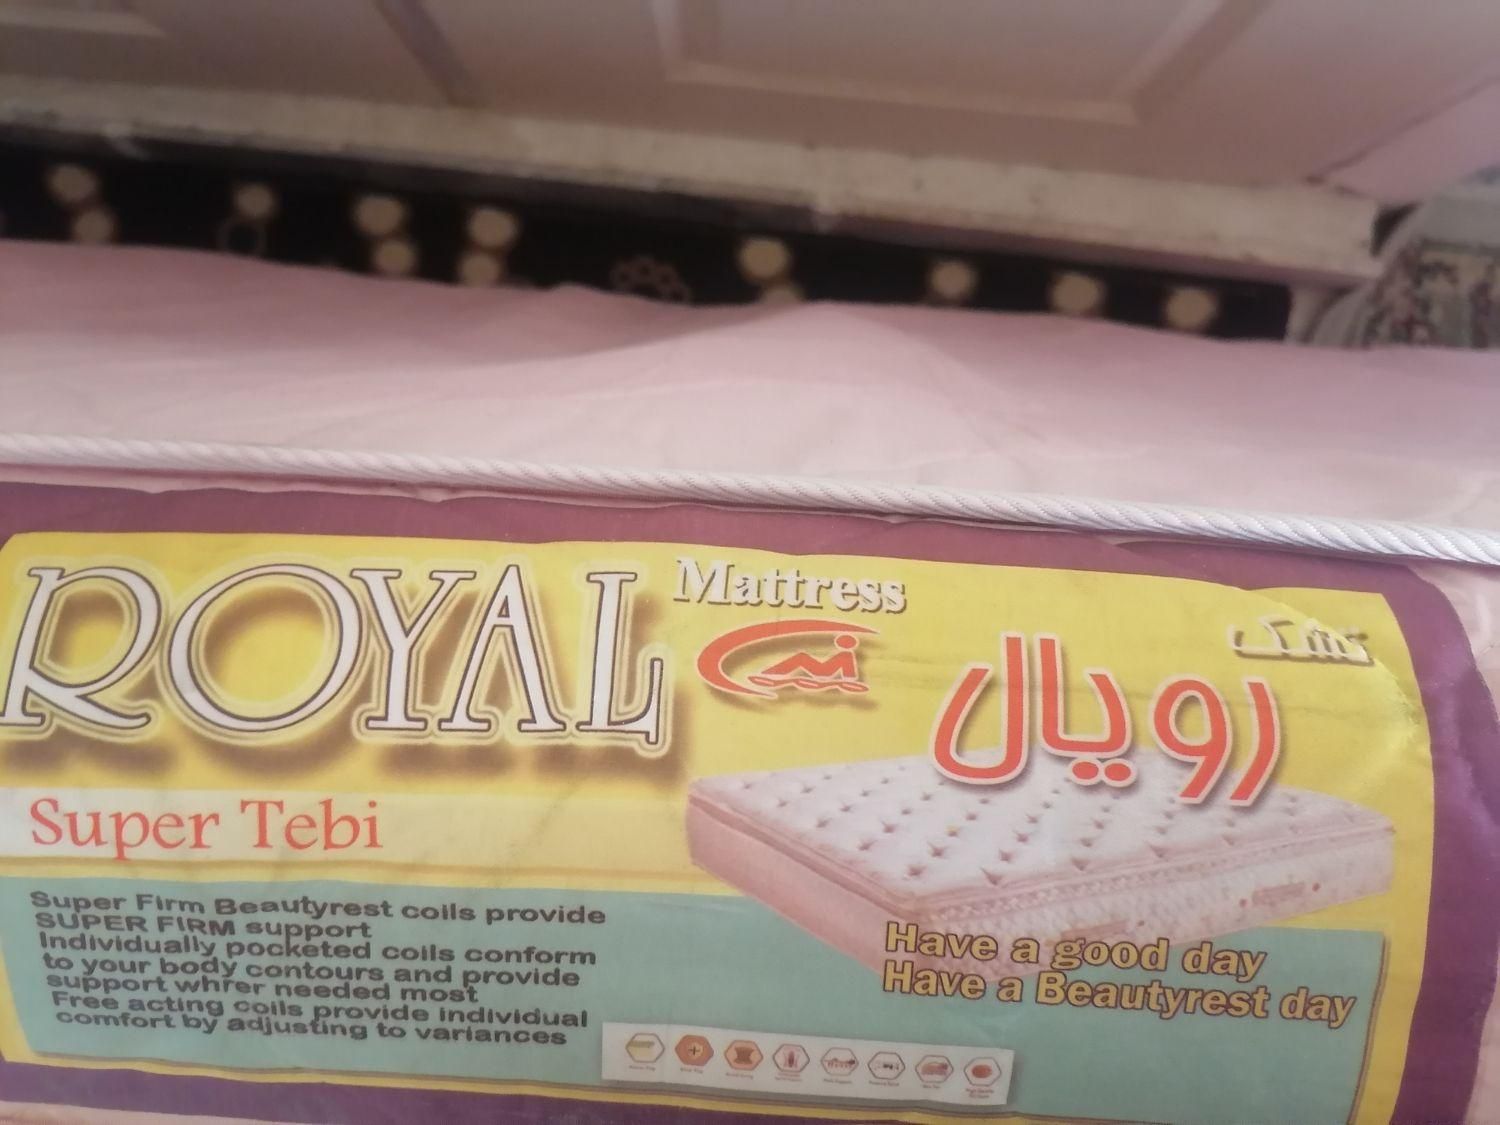 ROYAL
Mattress
تشک
رویال
Super Tebi
Super Firm Beautyrest coils provide
SUPER FIRM support
Individually pocketed coils conform
to your body contours and provide
support whrer needed most
Free acting coils provide individual
comfort by adjusting to variances
Have a good day
Have a Beautyrest day